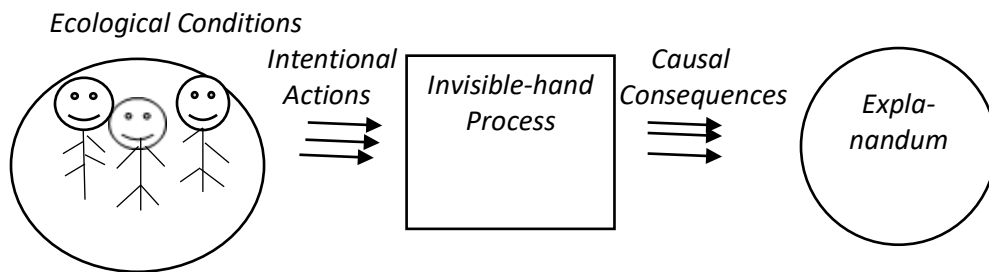 Ecological Conditions
Intentional
Actions
Invisible-hand
Process
Causal
Consequences
Expla-
nandum